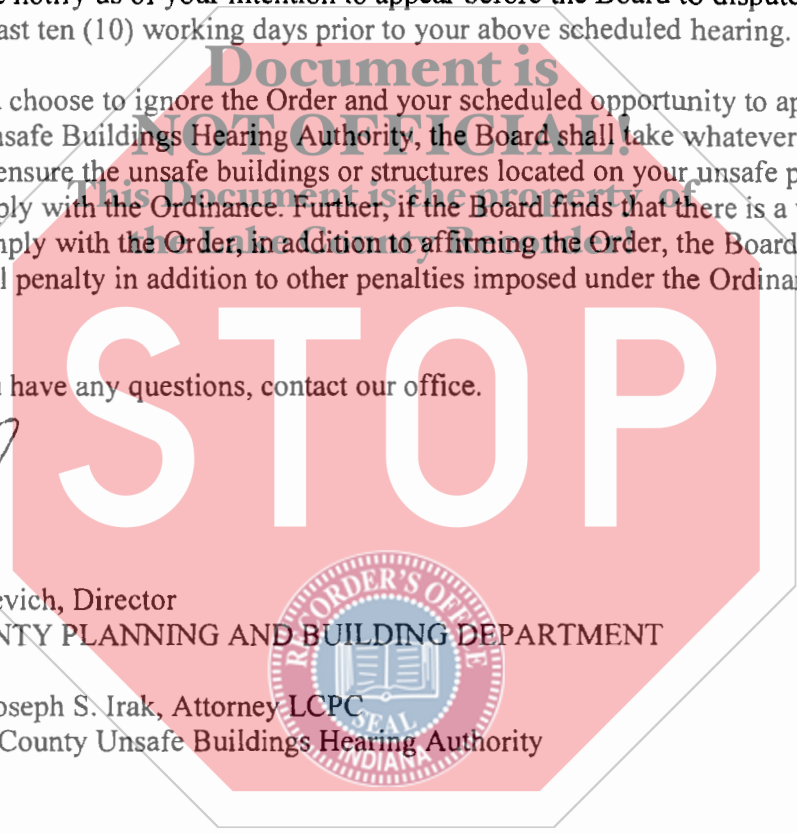 notify us of your intention to appear before the Board to dispute
ast ten (10) working days prior to your above scheduled hearing.
Document is
choose to ignore the Order and your scheduled opportunity to ap
NOT OFFICIAL!
nsafe Buildings Hearing Authority, the Board shall take whatever
ensure the unsafe buildings or structures located on your unsafe p
This Document is the property of
ply with the Ordinance. Further, if the Board finds that there is a
the Lake County Recorder!
mply with the Order, in addition to affirming the Order, the Board
l penalty in addition to other penalties imposed under the Ordinan
STOP
have any questions, contact our office.
evich, Director
NTY PLANNING AND BUILDING DEPARTMENT
oseph S. Irak, Attorney LCPC
County Unsafe Buildings Hearing Authority
RECORDER'S OFFICE
SEAL
INDIANA